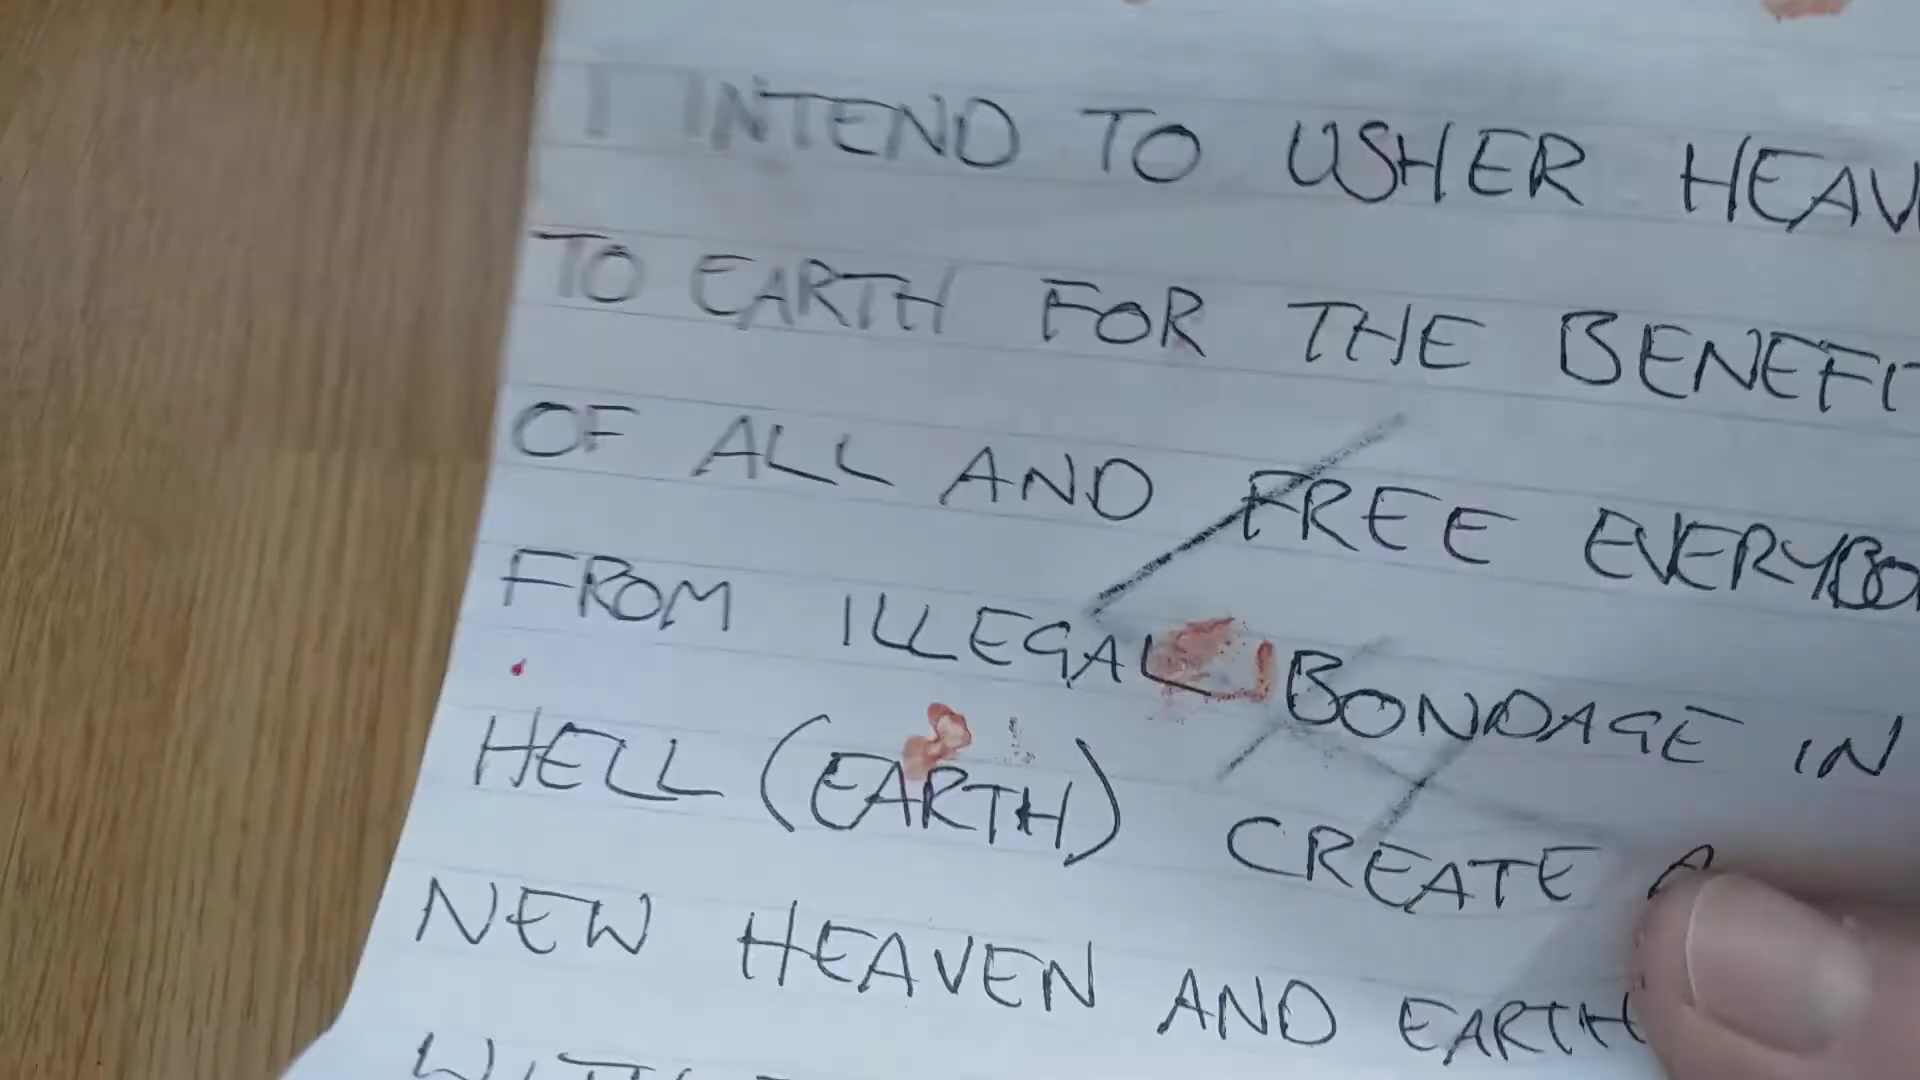 I INTEND TO USHER HEAV
TO EARTH FOR THE BENEFI
OF ALL AND FREE EVERYBO
FROM ILLEGAL BONDAGE IN
HELL (EARTH) CREATE A
NEW HEAVEN AND EARTH